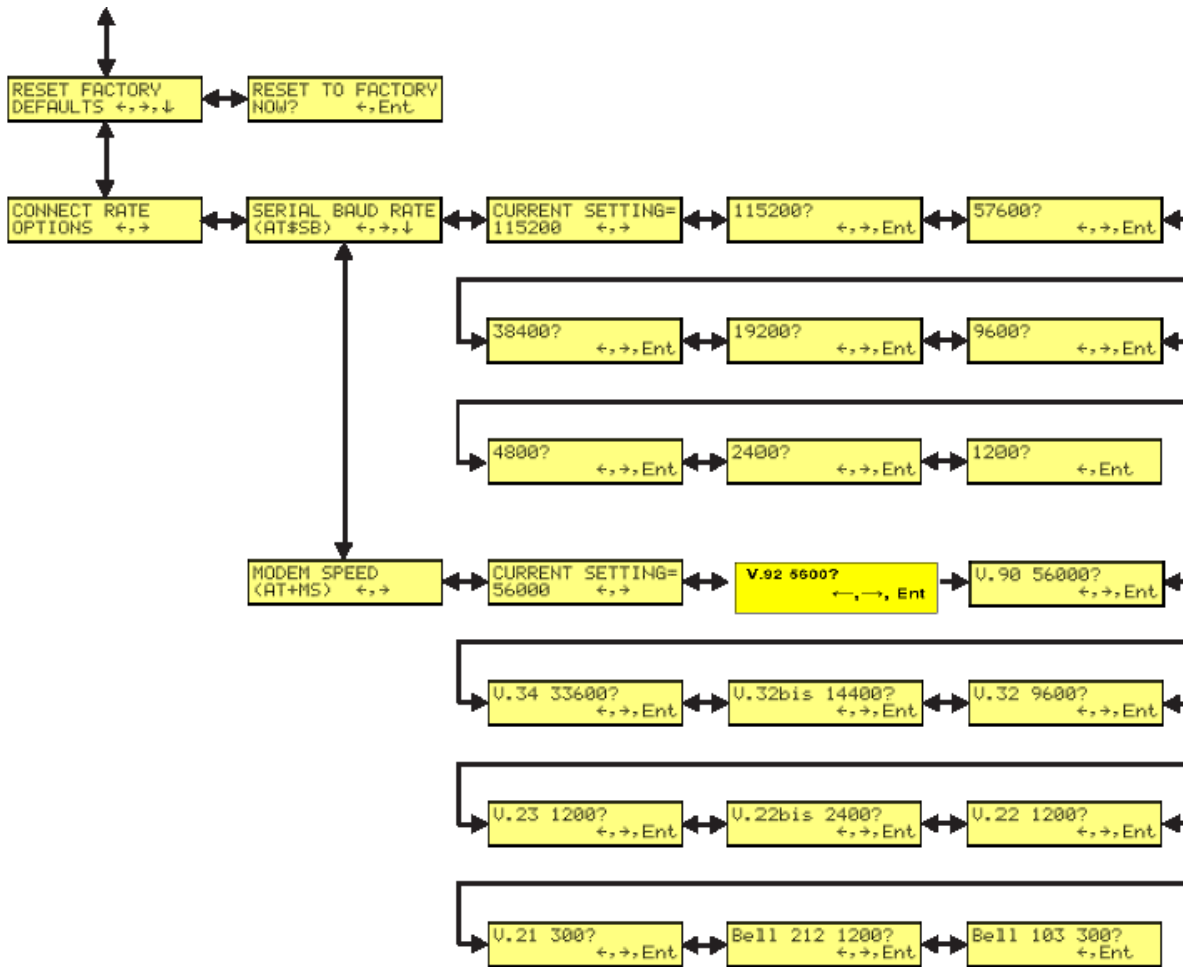 RESET FACTORY
DEFAULTS ←,→,↓
RESET TO FACTORY
NOW? ←,Ent
CONNECT RATE
OPTIONS ←,→
SERIAL BAUD RATE
(AT$SB) ←,→,↓
CURRENT SETTING=
115200 ←,→
115200?
←,→,Ent
57600?
←,→,Ent
38400?
←,→,Ent
19200?
←,→,Ent
9600?
←,→,Ent
4800?
←,→,Ent
2400?
←,→,Ent
1200?
←,Ent
MODEM SPEED
(AT+MS) ←,→
CURRENT SETTING=
56000 ←,→
V.92 5600?
←,→, Ent
V.90 56000?
←,→,Ent
V.34 33600?
←,→,Ent
V.32bis 14400?
←,→,Ent
V.32 9600?
←,→,Ent
V.23 1200?
←,→,Ent
V.22bis 2400?
←,→,Ent
V.22 1200?
←,→,Ent
V.21 300?
←,→,Ent
Bell 212 1200?
←,→,Ent
Bell 103 300?
←,Ent